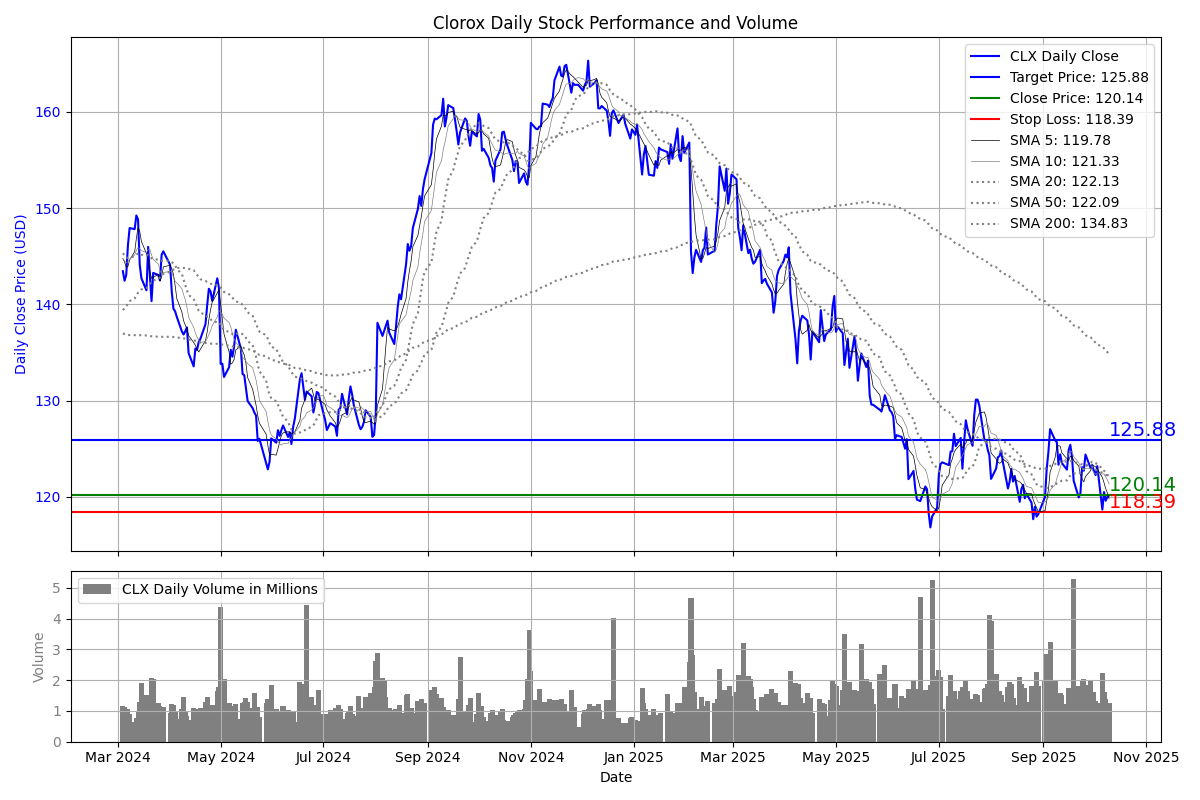 Clorox Daily Stock Performance and Volume
CLX Daily Close
Target Price: 125.88
Close Price: 120.14
Stop Loss: 118.39
SMA 5: 119.78
SMA 10: 121.33
SMA 20: 122.13
SMA 50: 122.09
SMA 200: 134.83
160
150
140
130
120
Daily Close Price (USD)
125.88
120.14
118.39
CLX Daily Volume in Millions
5
4
3
2
1
0
Volume
Mar 2024
May 2024
Jul 2024
Sep 2024
Nov 2024
Jan 2025
Mar 2025
May 2025
Jul 2025
Sep 2025
Nov 2025
Date